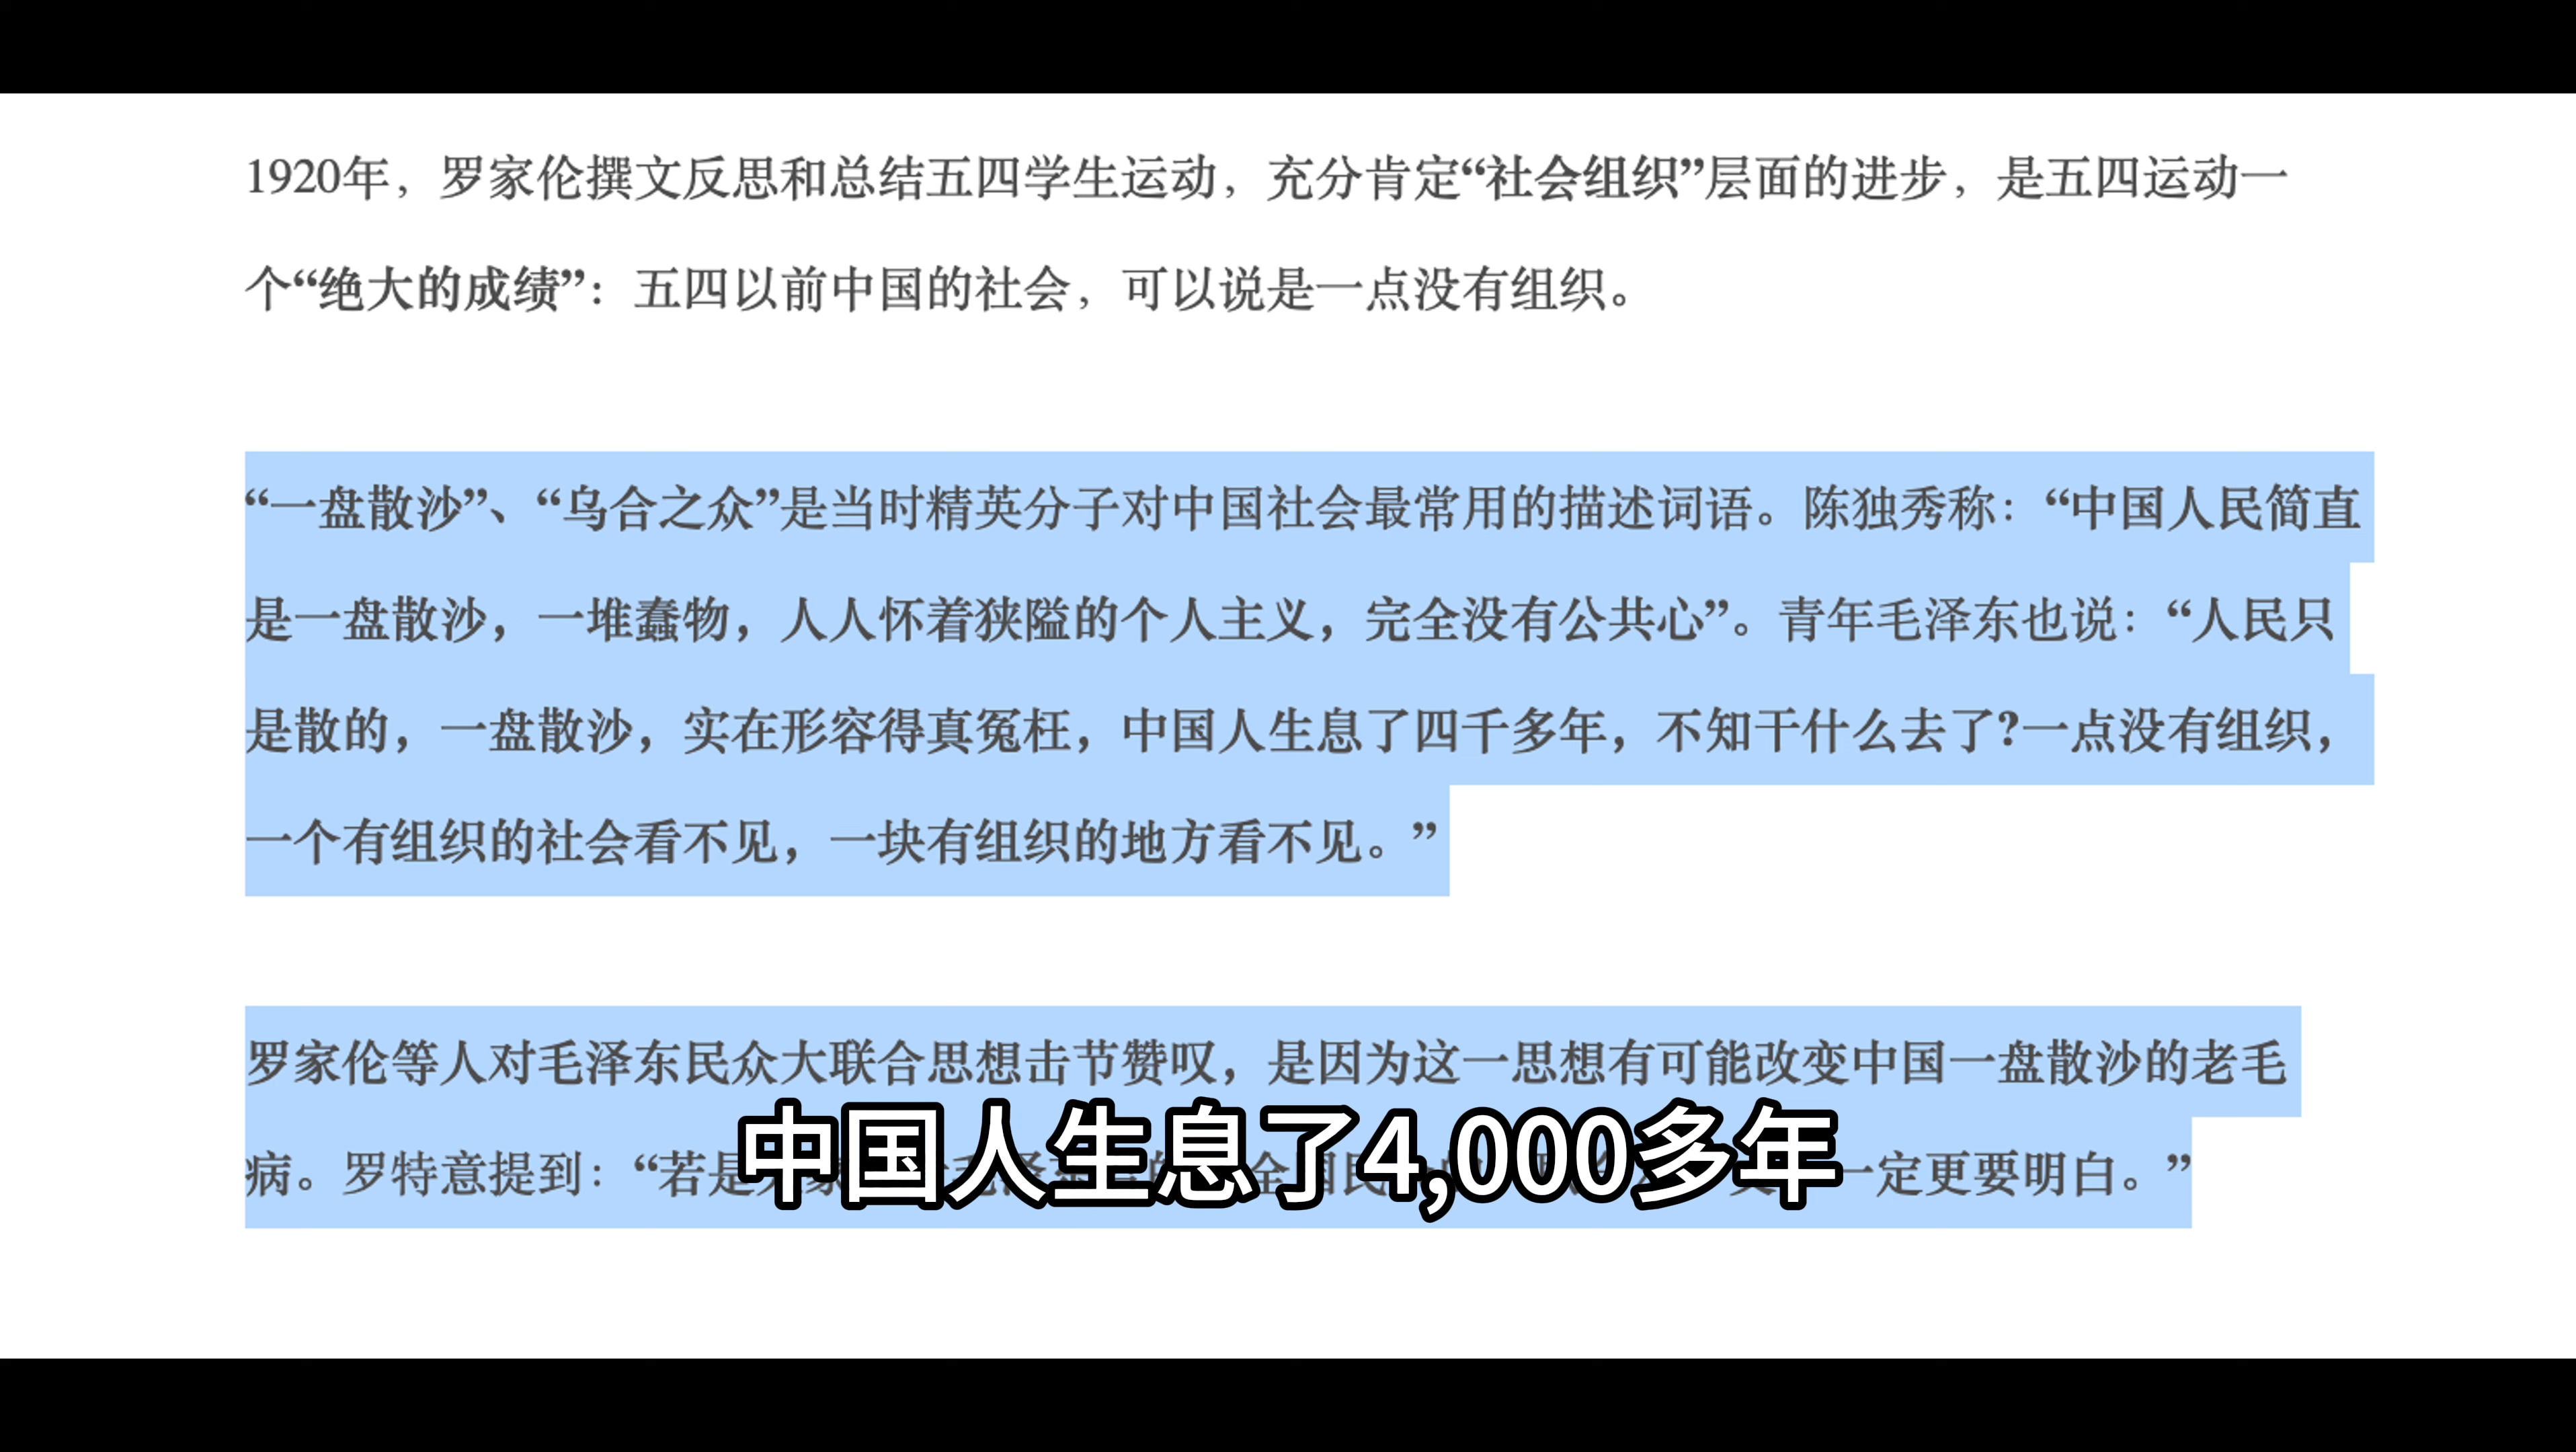 1920年，罗家伦撰文反思和总结五四学生运动，充分肯定“社会组织”层面的进步，是五四运动一
个“绝大的成绩”：五四以前中国的社会，可以说是一点没有组织。
“一盘散沙”、“乌合之众”是当时精英分子对中国社会最常用的描述词语。陈独秀称：“中国人民简直
是一盘散沙，一堆蠢物，人人怀着狭隘的个人主义，完全没有公共心”。青年毛泽东也说：“人民只
是散的，一盘散沙，实在形容得真冤枉，中国人生息了四千多年，不知干什么去了?一点没有组织，
一个有组织的社会看不见，一块有组织的地方看不见。”
罗家伦等人对毛泽东民众大联合思想击节赞叹，是因为这一思想有可能改变中国一盘散沙的老毛
病。罗特意提到：“若是 一定更要明白。”
中国人生息了4,000多年